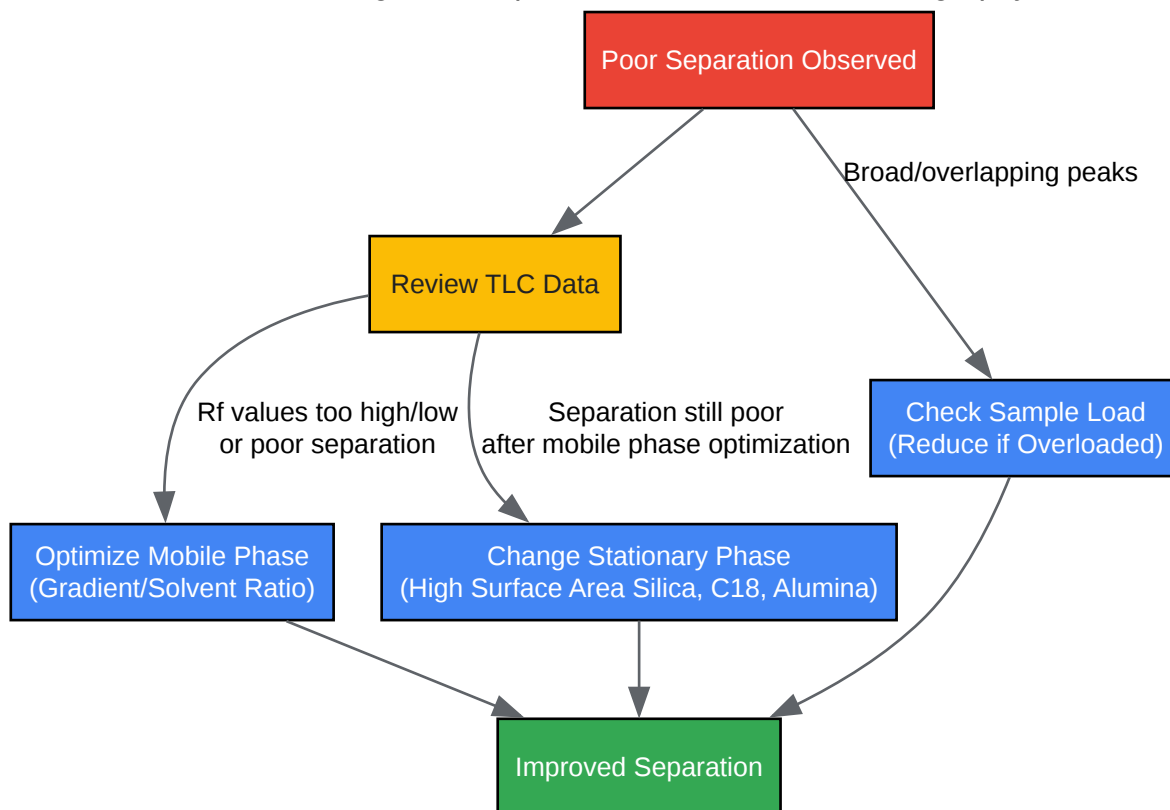 Poor Separation Observed
Broad/overlapping peaks
Review TLC Data
Rf values too high/low
or poor separation
Separation still poor
after mobile phase optimization
Check Sample Load
(Reduce if Overloaded)
Optimize Mobile Phase
(Gradient/Solvent Ratio)
Change Stationary Phase
(High Surface Area Silica, C18, Alumina)
Improved Separation